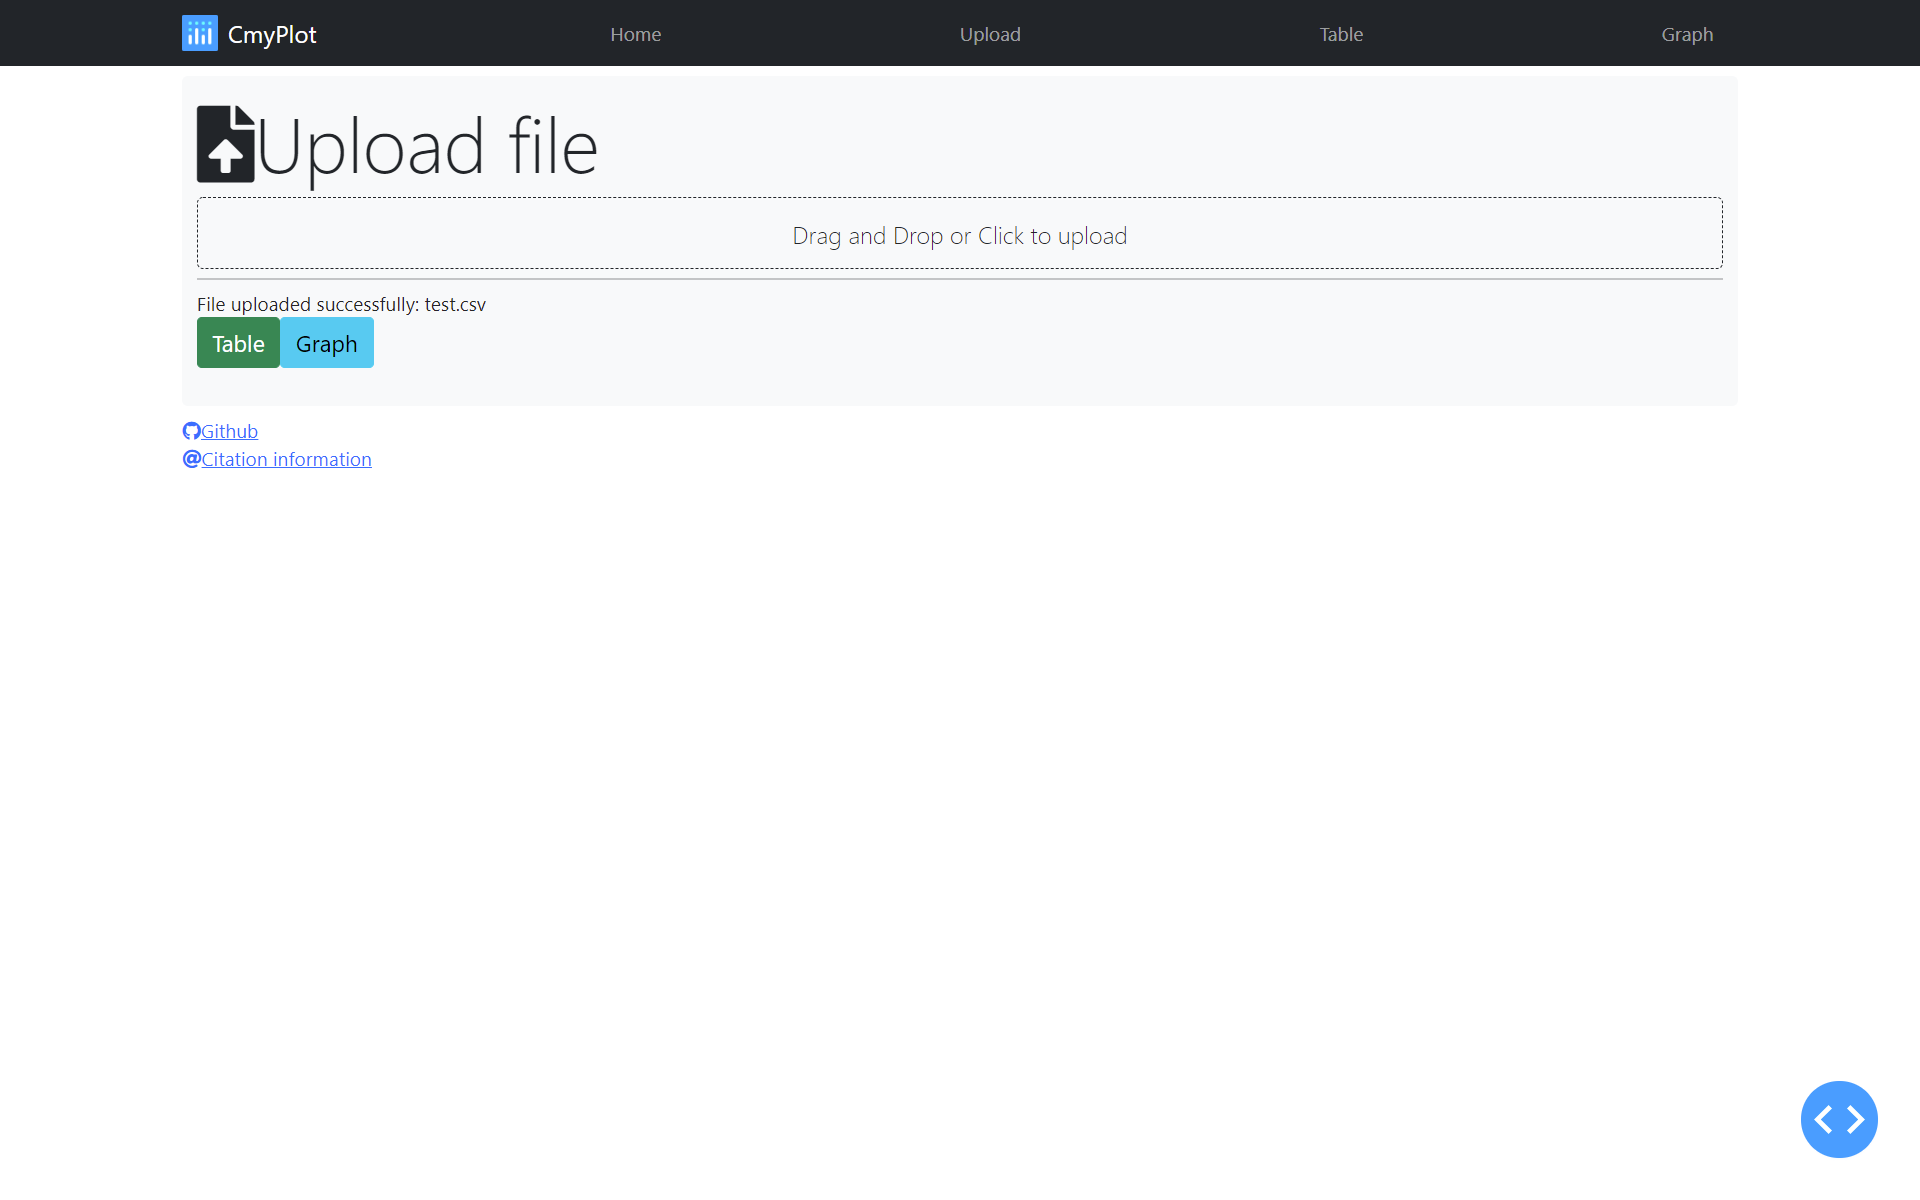 CmyPlot Home Upload Table Graph
Upload file
Drag and Drop or Click to upload
File uploaded successfully: test.csv
Table Graph
Github
Citation information